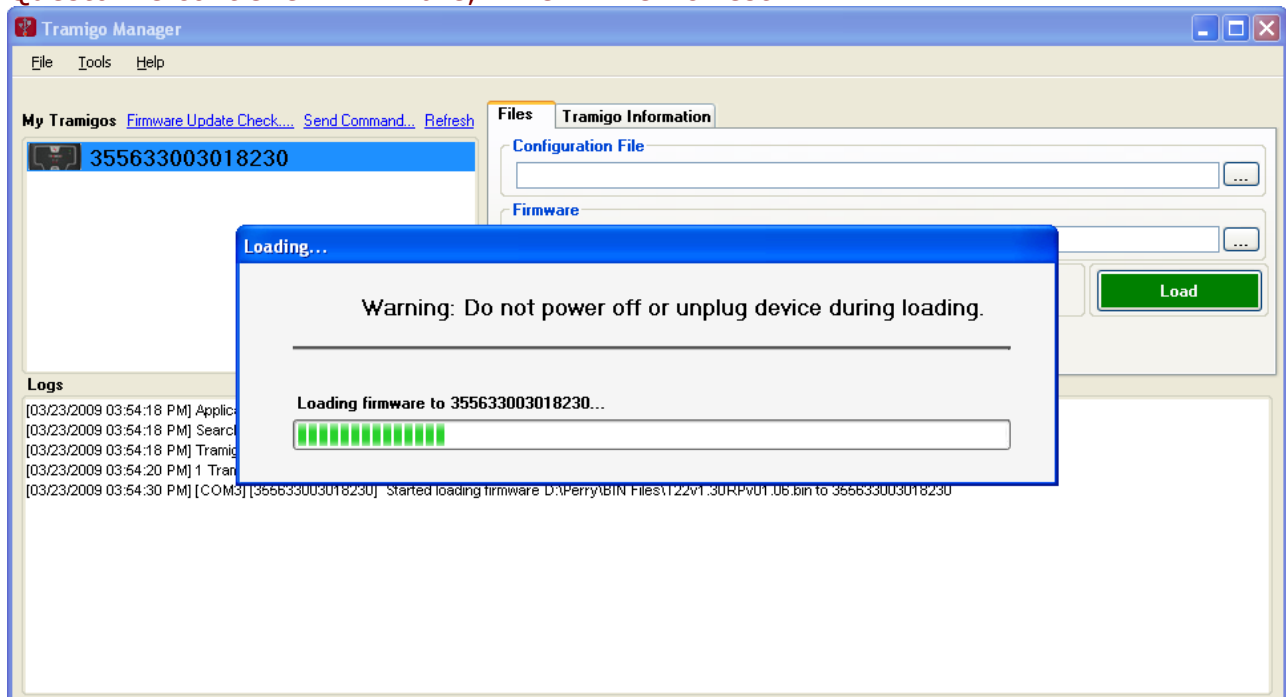 Tramigo Manager
File Tools Help
My Tramigos Firmware Update Check.... Send Command... Refresh
Files Tramigo Information
355633003018230
Configuration File
...
Firmware
...
Loading...
Warning: Do not power off or unplug device during loading.
Load
Loading firmware to 355633003018230...
Logs
[03/23/2009 03:54:18 PM]
[03/23/2009 03:54:18 PM]
[03/23/2009 03:54:18 PM]
[03/23/2009 03:54:20 PM] 1
[03/23/2009 03:54:30 PM] [COM3] [355633003018230] Started loading firmware D:\Perry\BIN Files\T22v1.30RPv01.06.bin to 355633003018230